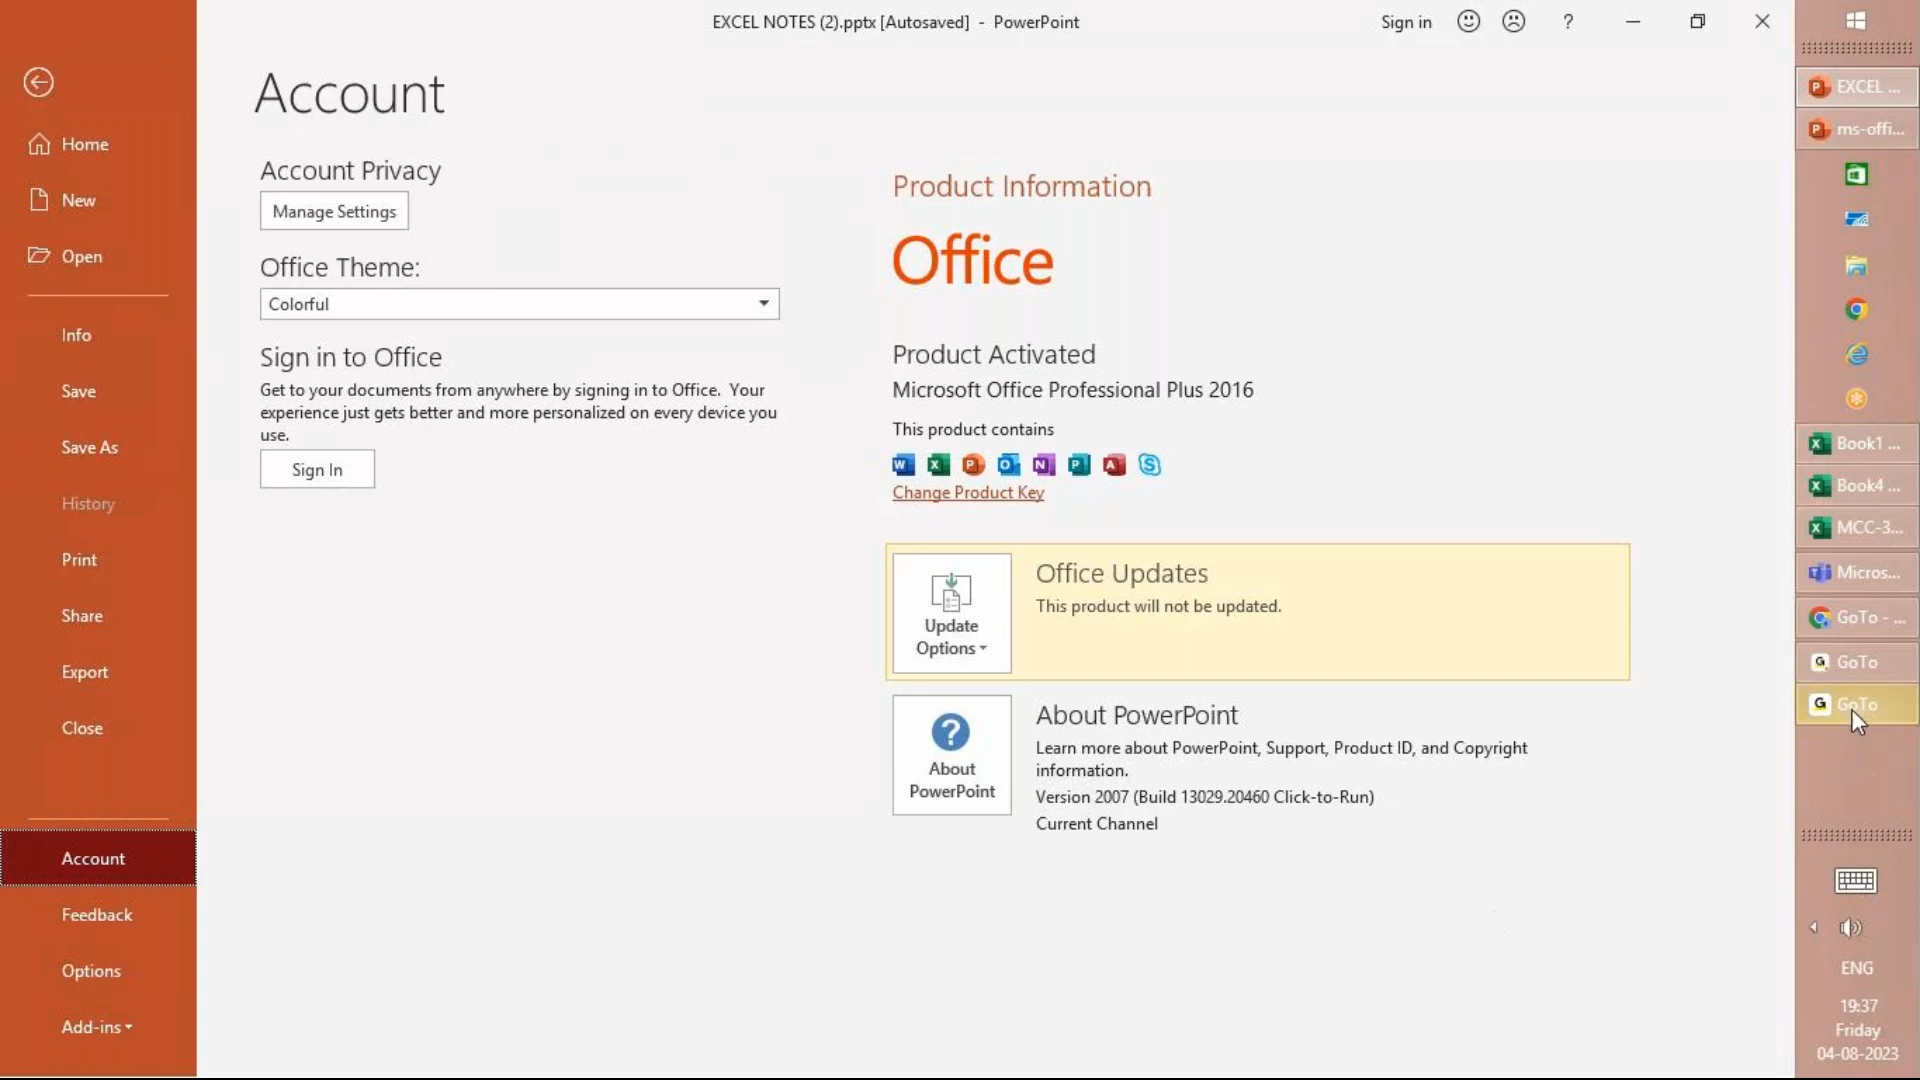 EXCEL NOTES (2).pptx [Autosaved] - PowerPoint
Sign in
?
Home
New
Open
Info
Save
Save As
History
Print
Share
Export
Close
Account
Feedback
Options
Add-ins
Account
Account Privacy
Manage Settings
Office Theme:
Colorful
Sign in to Office
Get to your documents from anywhere by signing in to Office. Your
experience just gets better and more personalized on every device you
use.
Sign In
Product Information
Office
Product Activated
Microsoft Office Professional Plus 2016
This product contains
Change Product Key
Update
Options
Office Updates
This product will not be updated.
About
PowerPoint
About PowerPoint
Learn more about PowerPoint, Support, Product ID, and Copyright
information.
Version 2007 (Build 13029.20460 Click-to-Run)
Current Channel
EXCEL ...
ms-offi...
Book1 ...
Book4 ...
MCC-3...
Micros...
GoTo - ...
GoTo
GoTo
ENG
19:37
Friday
04-08-2023